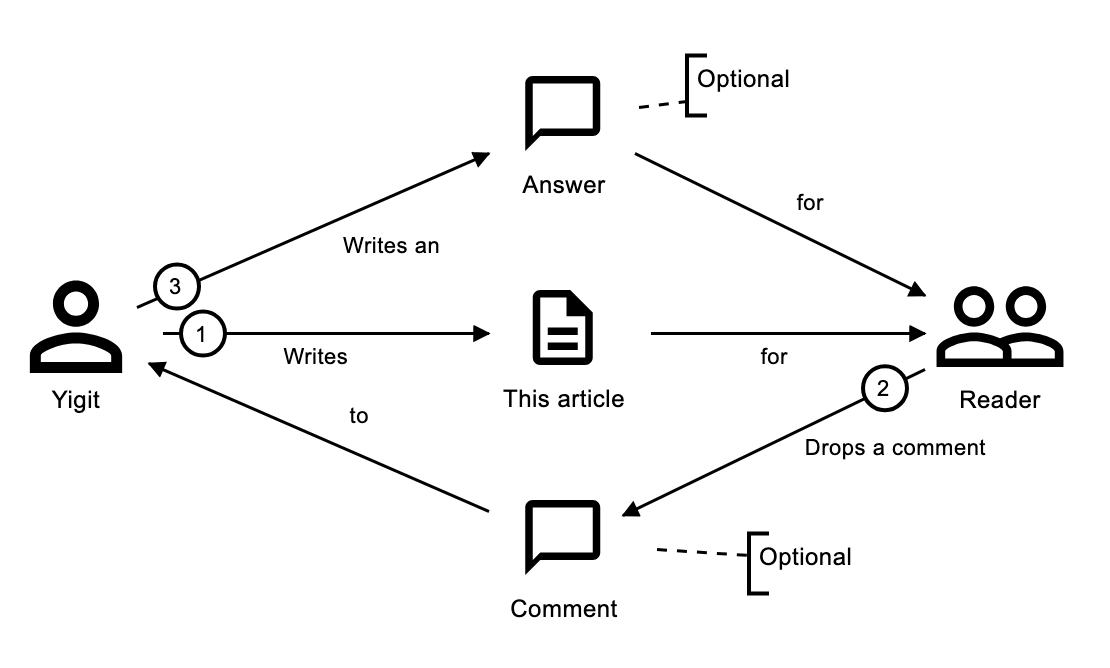 Optional
Answer
for
Writes an
3
1
Writes
for
Yigit
This article
2
Reader
to
Drops a comment
Optional
Comment